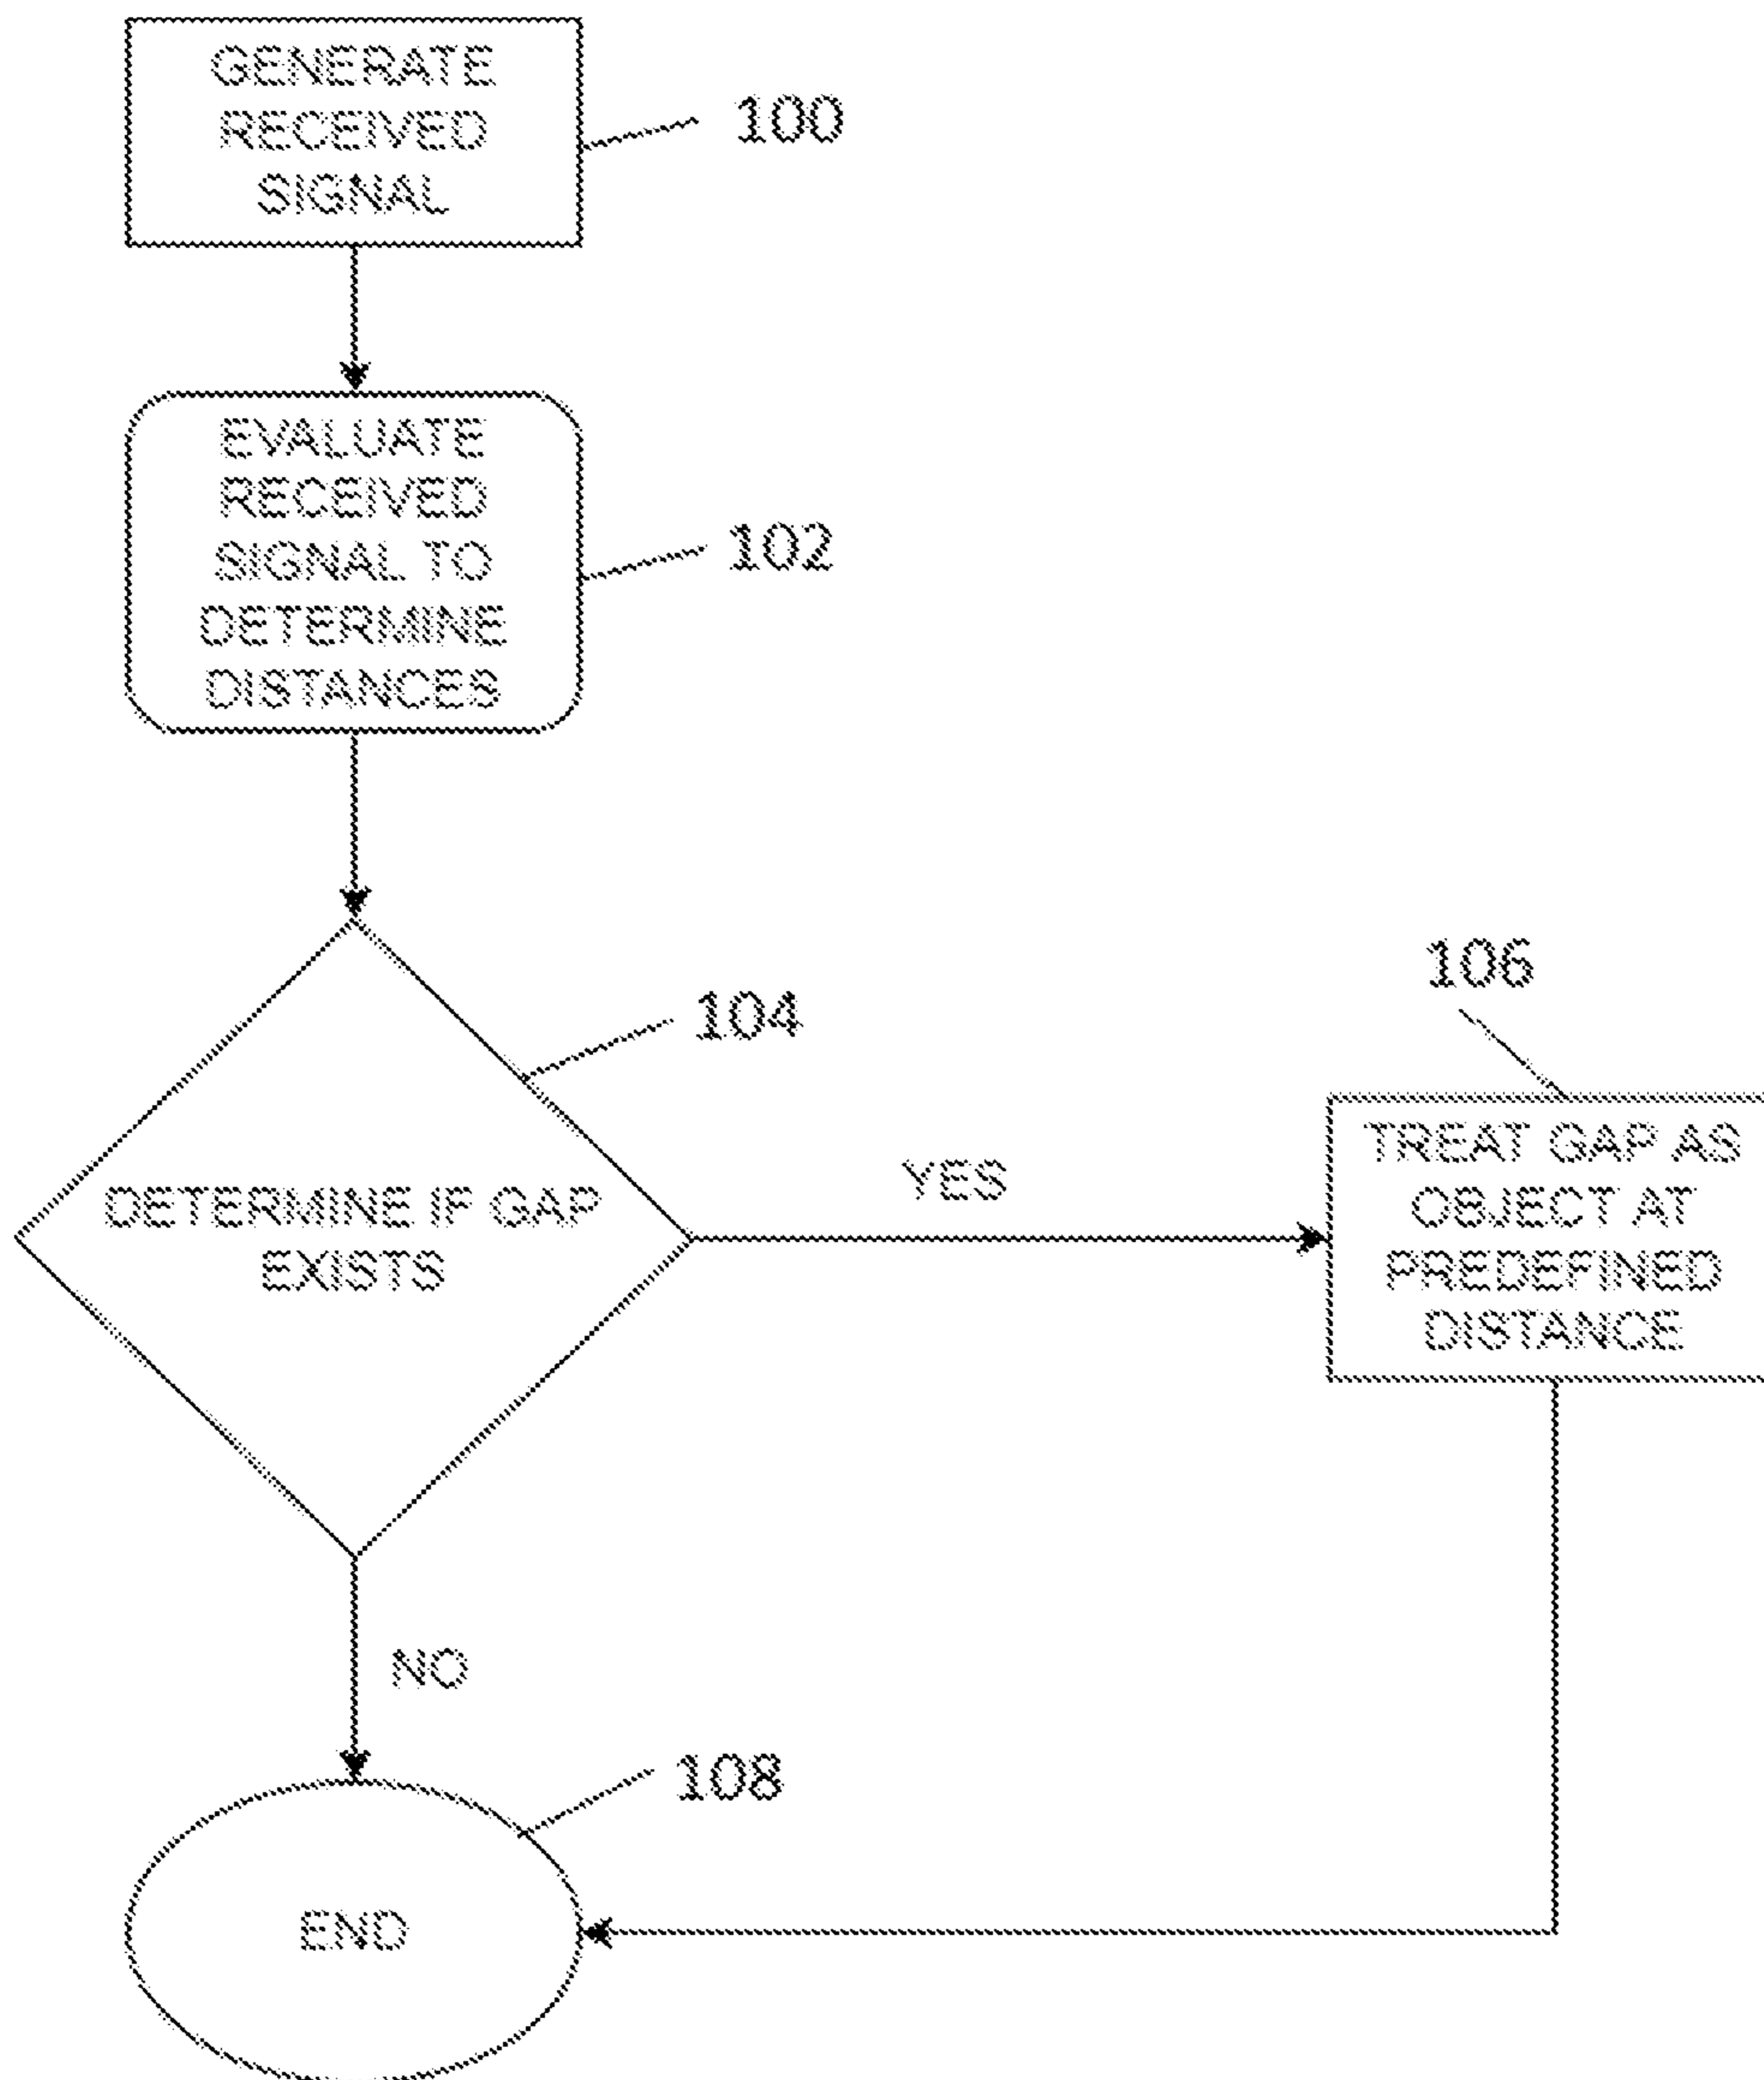 GENERATE
RECEIVED
SIGNAL
100
EVALUATE
RECEIVED
SIGNAL TO
DETERMINE
DISTANCES
102
104
DETERMINE IF GAP
EXISTS
YES
106
TREAT GAP AS
OBJECT AT
PREDEFINED
DISTANCE
NO
108
END